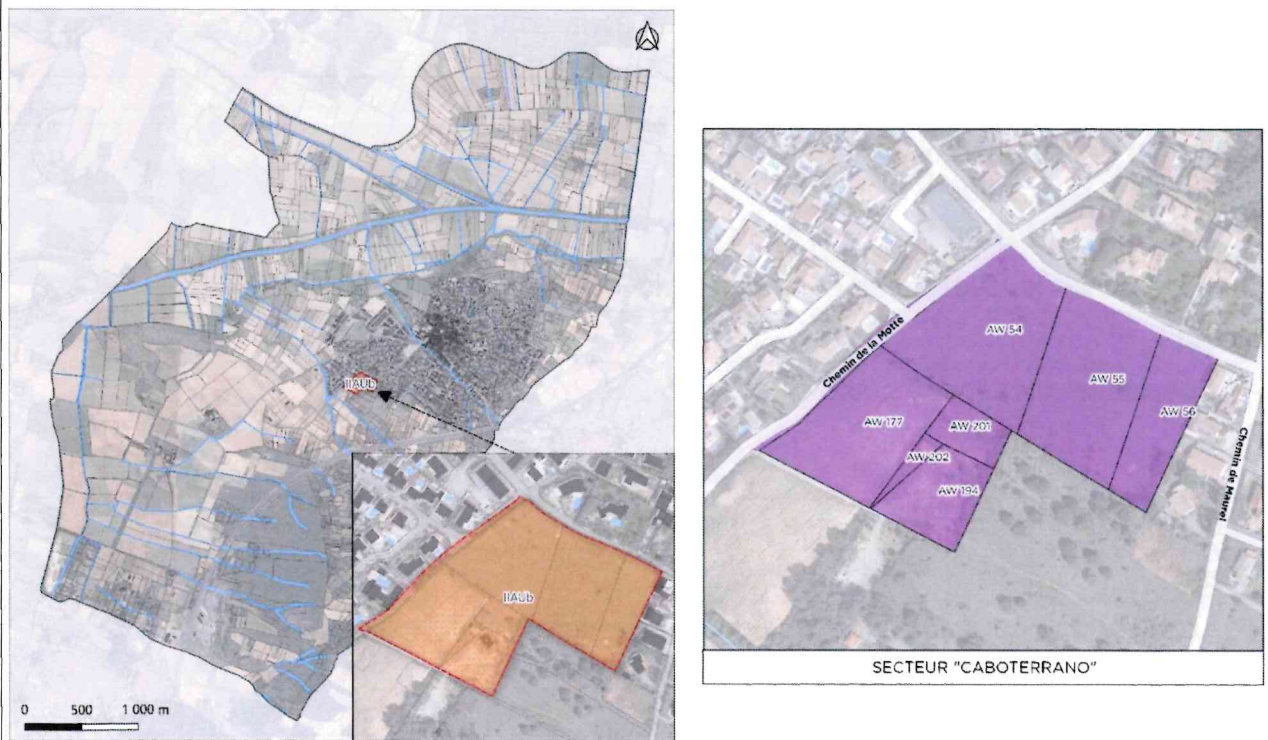 IIAUb
0 500 1 000 m
IIAUb
Chemin de la Motte
AW 54
AW 55
AW 56
AW 177
AW 201
AW 202
AW 194
Chemin de Maurel
SECTEUR "CABOTERRANO"